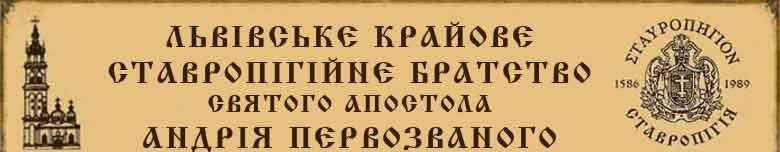 ЛЬВІВСЬКЕ КРАЙОВЕ
СТАВРОПІГІЙНЕ БРАТСТВО
СВЯТОГО АПОСТОЛА
АНДРІЯ ПЕРВОЗВАНОГО
ΣΤΑΥΡΟΠΗΓΙΟΝ
1586 1989
СТАВРОПІГІЯ